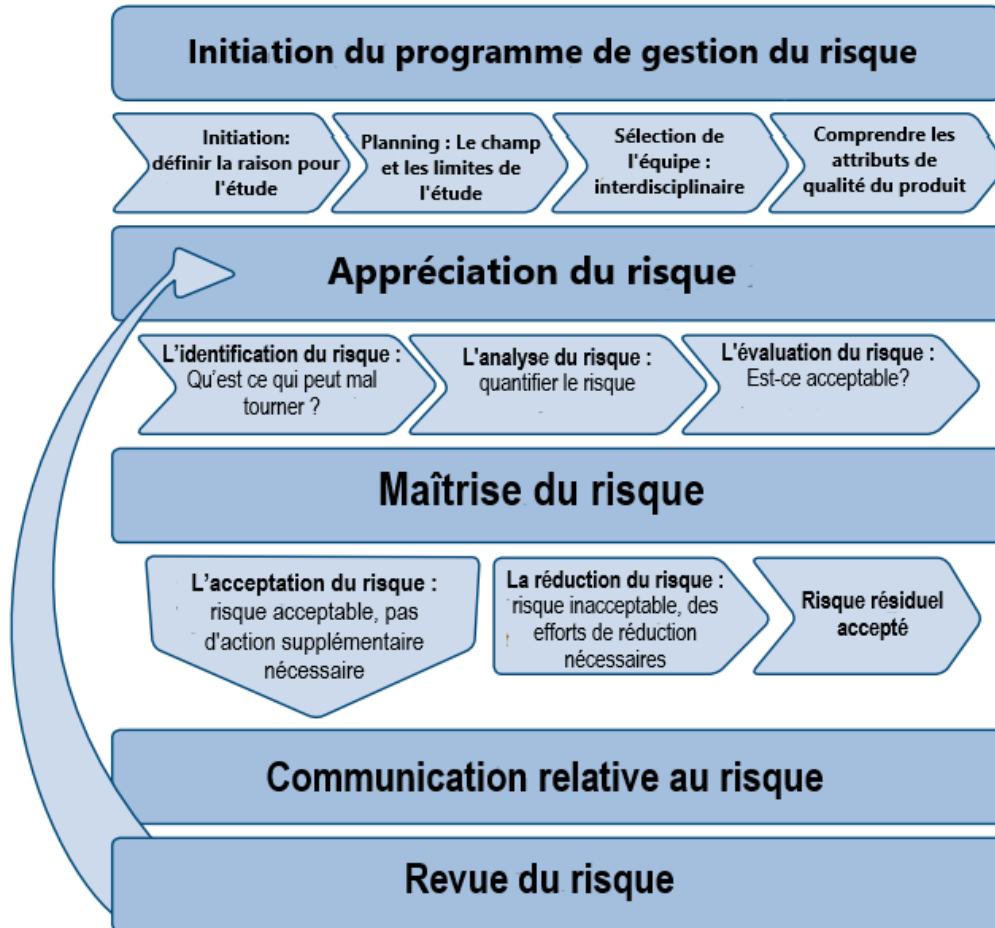 Initiation du programme de gestion du risque
Initiation:
définir la raison pour
l'étude
Planning : Le champ
et les limites de
l'étude
Sélection de
l'équipe :
interdisciplinaire
Comprendre les
attributs de
qualité du produit
Appréciation du risque
L'identification du risque :
Qu'est ce qui peut mal
tourner ?
L'analyse du risque :
quantifier le risque
L'évaluation du risque :
Est-ce acceptable?
Maîtrise du risque
L'acceptation du risque :
risque acceptable, pas
d'action supplémentaire
nécessaire
La réduction du risque :
risque inacceptable, des
efforts de réduction
nécessaires
Risque résiduel
accepté
Communication relative au risque
Revue du risque